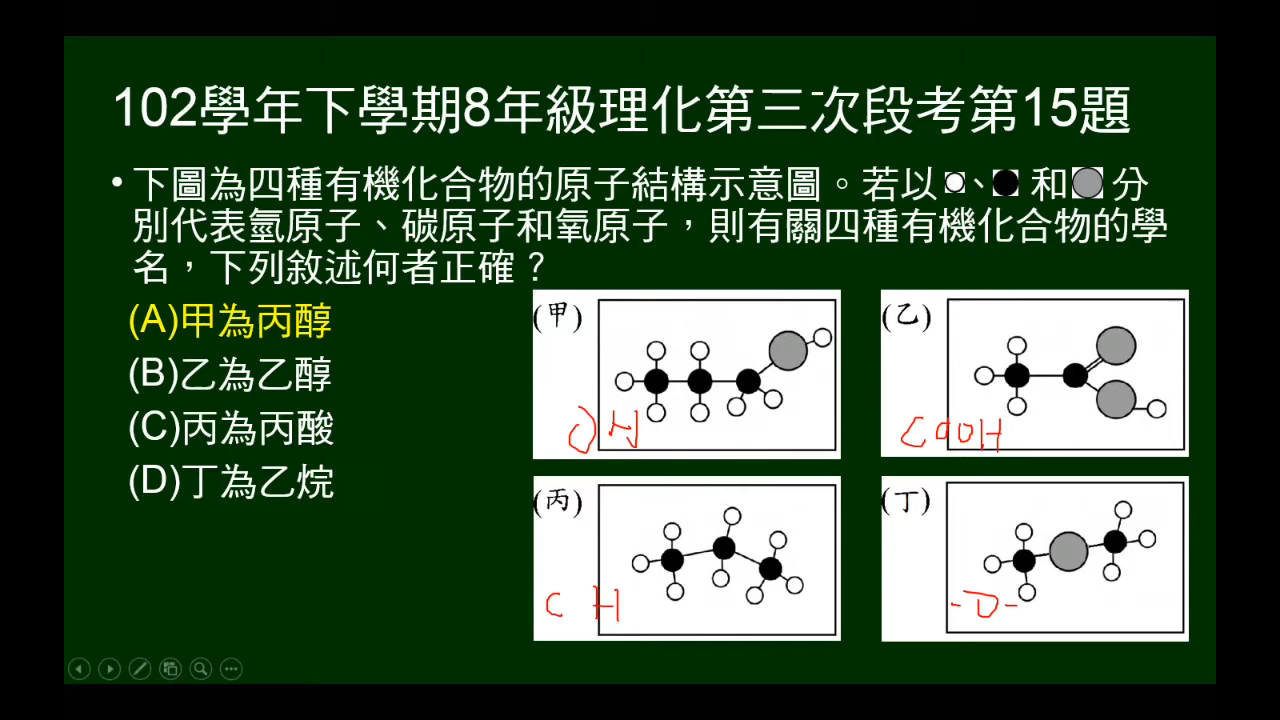 102學年下學期8年級理化第三次段考第15題
• 下圖為四種有機化合物的原子結構示意圖。若以 、 和 分
別代表氫原子、碳原子和氧原子，則有關四種有機化合物的學
名，下列敘述何者正確？
(A)甲為丙醇
(B)乙為乙醇
(C)丙為丙酸
(D)丁為乙烷
(甲)
OH
(乙)
COOH
(丙)
C H
(丁)
-O-